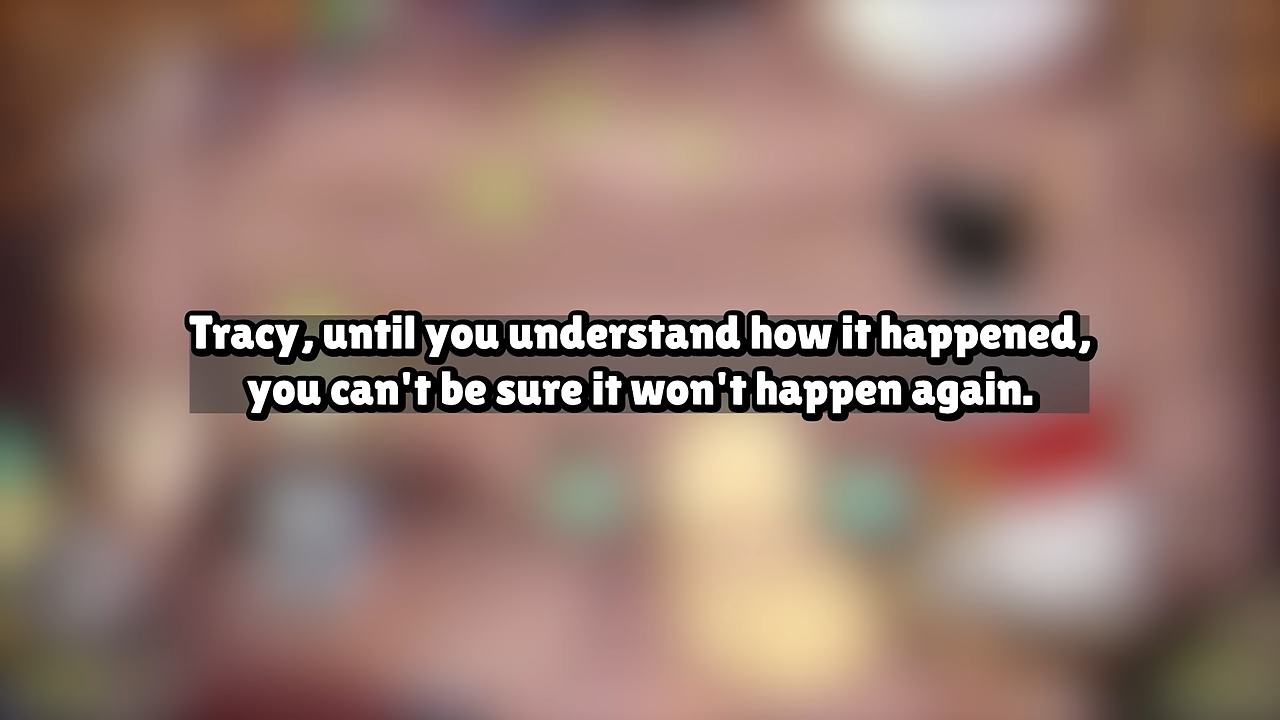 Tracy, until you understand how it happened,
you can't be sure it won't happen again.